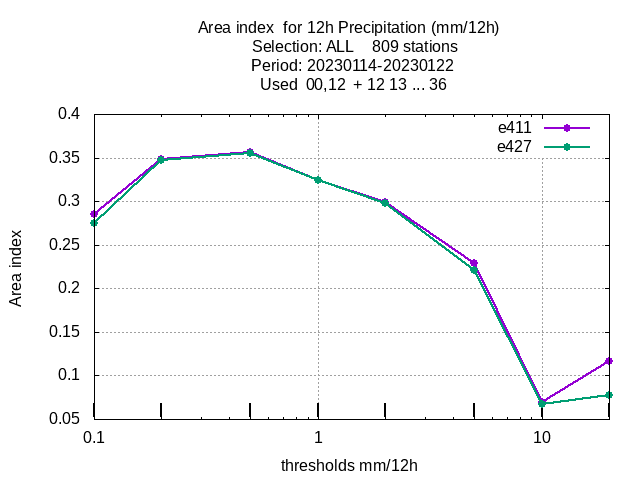 Area index  for 12h Precipitation (mm/12h)
Selection: ALL    809 stations
Period: 20230114-20230122
Used  00,12  + 12 13 ... 36
0.4
0.35
0.3
0.25
0.2
0.15
0.1
0.05
e411
e427
Area index
0.1
1
10
thresholds mm/12h